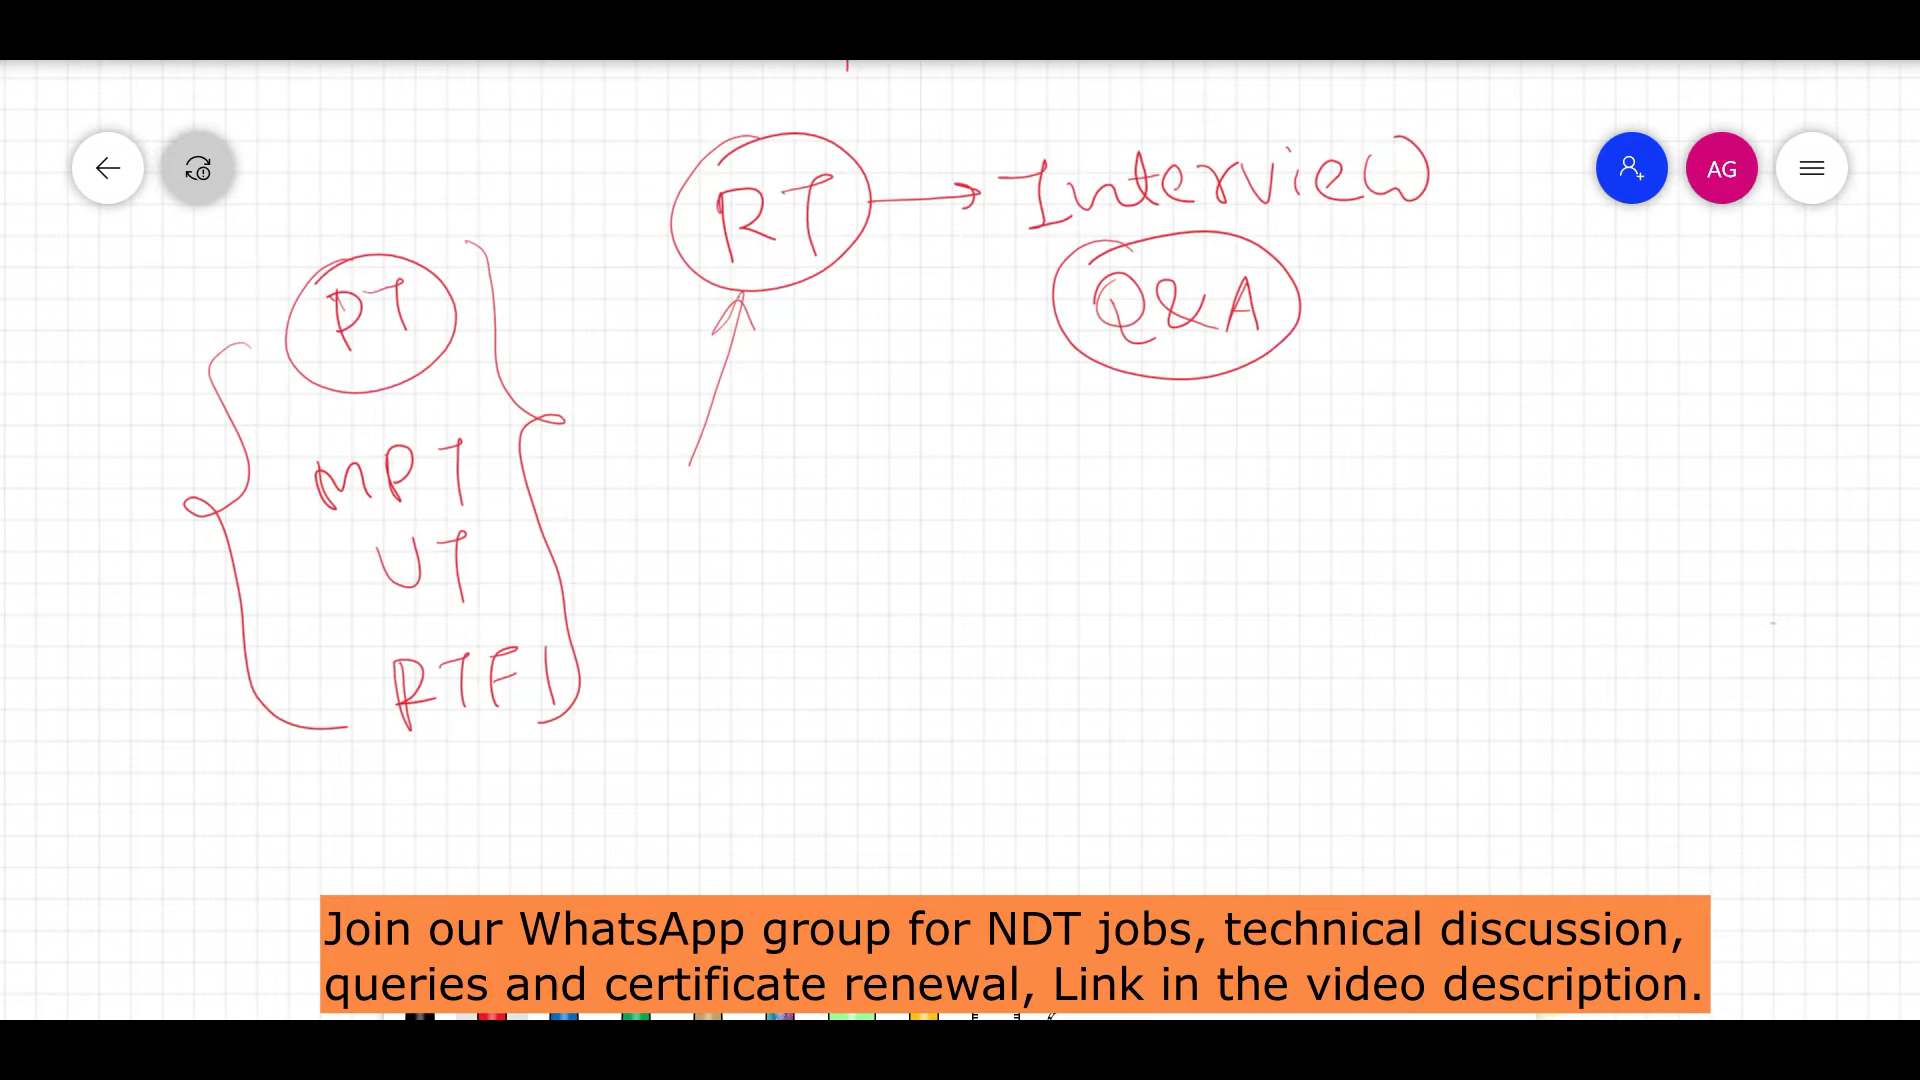 RT → Interview
Q&A
PT
MPT
UT
RTFI
AG
Join our WhatsApp group for NDT jobs, technical discussion,
queries and certificate renewal, Link in the video description.